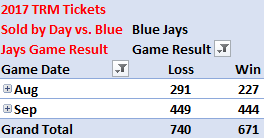 2017 TRM Tickets
Sold by Day vs. Blue Blue Jays
Jays Game Result Game Result
Game Date Loss Win
Aug 291 227
Sep 449 444
Grand Total 740 671